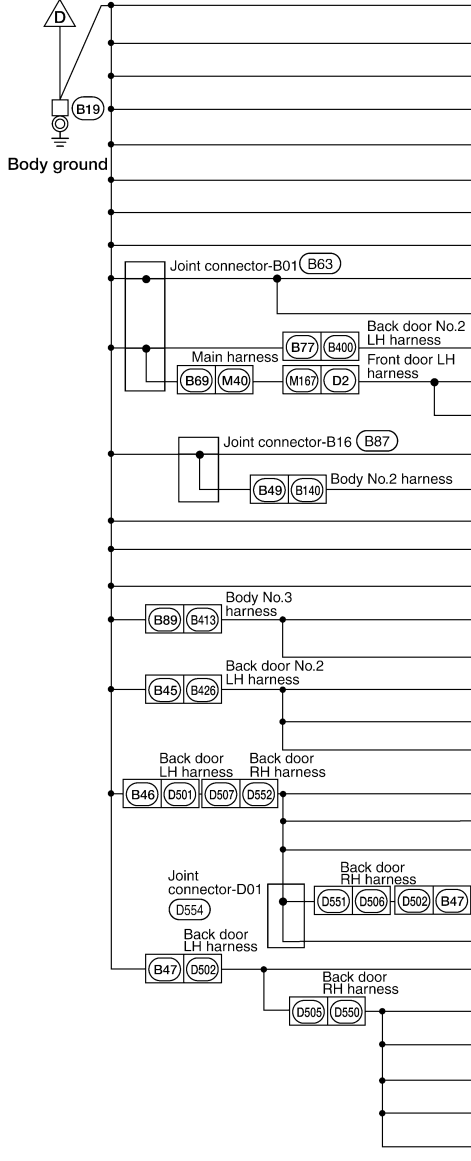 D
B19
Body ground
Joint connector-B01 B63
Back door No.2
LH harness
B77 B400
Main harness
Front door LH
harness
B69 M40 M167 D2
Joint connector-B16 B87
B49 B140 Body No.2 harness
Body No.3
harness
B89 B413
Back door No.2
LH harness
B45 B426
Back door
LH harness
Back door
RH harness
B46 D501 D507 D552
Back door
RH harness
Joint
connector-D01
D554
D551 D506 D502 B47
Back door
LH harness
B47 D502
Back door
RH harness
D505 D550